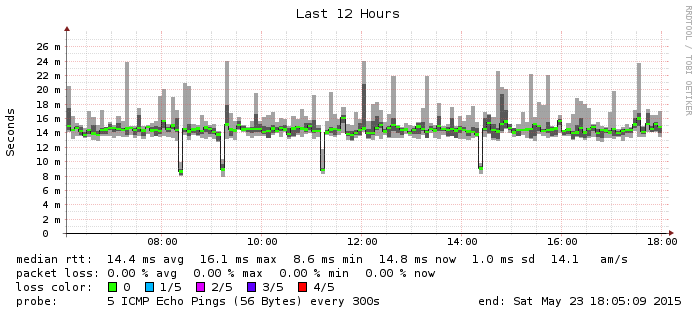 Last 12 Hours
RRDTOOL / TOBI OETIKER
Seconds
26 m
24 m
22 m
20 m
18 m
16 m
14 m
12 m
10 m
8 m
6 m
4 m
2 m
0
08:00 10:00 12:00 14:00 16:00 18:00
median rtt: 14.4 ms avg 16.1 ms max 8.6 ms min 14.8 ms now 1.0 ms sd 14.1 am/s
packet loss: 0.00 % avg 0.00 % max 0.00 % min 0.00 % now
loss color: 0 1/5 2/5 3/5 4/5
probe: 5 ICMP Echo Pings (56 Bytes) every 300s end: Sat May 23 18:05:09 2015